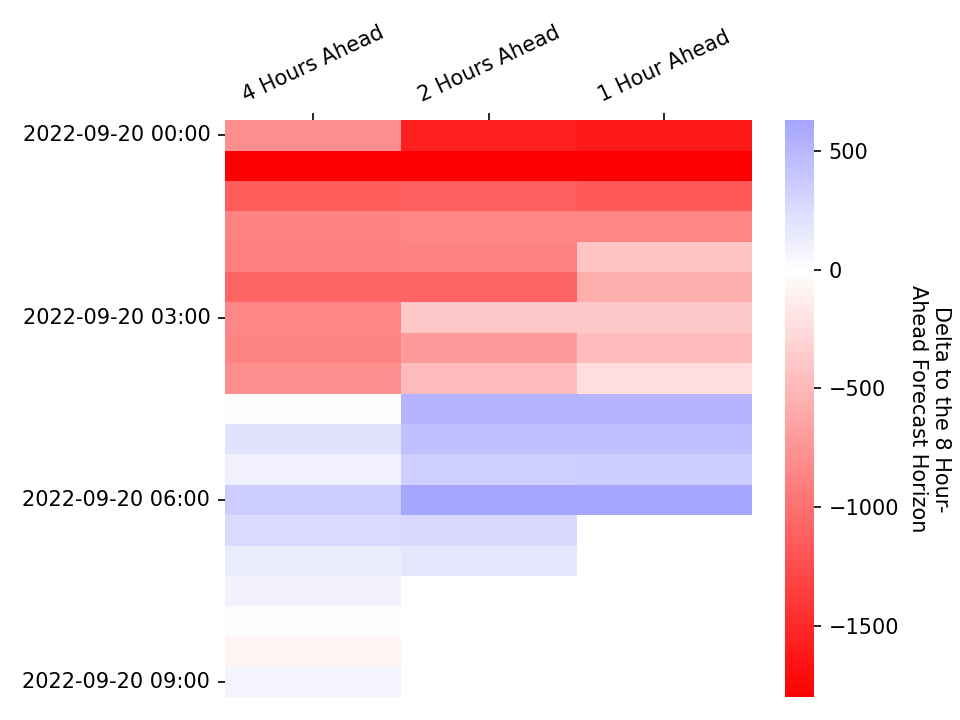 4 Hours Ahead
2 Hours Ahead
1 Hour Ahead
2022-09-20 00:00
2022-09-20 03:00
2022-09-20 06:00
2022-09-20 09:00
500
0
−500
−1000
−1500
Delta to the 8 Hour-
Ahead Forecast Horizon